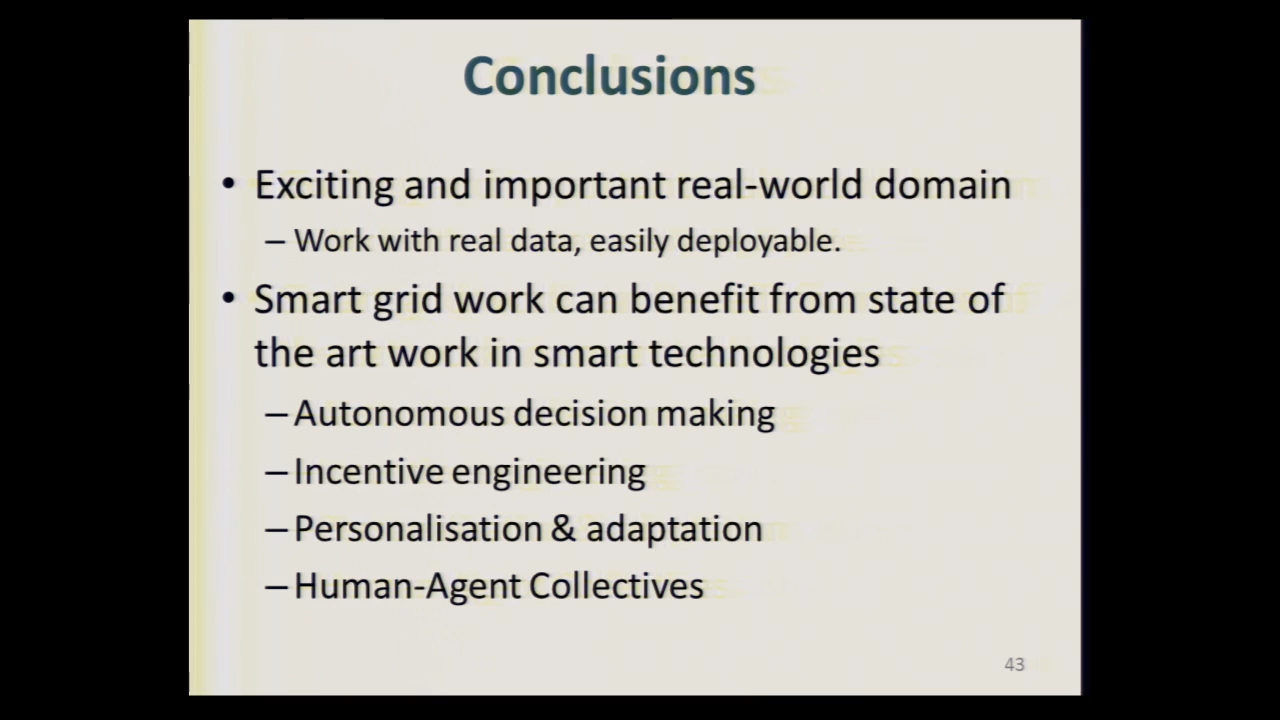 Conclusions
• Exciting and important real-world domain
– Work with real data, easily deployable.
• Smart grid work can benefit from state of
the art work in smart technologies
– Autonomous decision making
– Incentive engineering
– Personalisation & adaptation
– Human-Agent Collectives
43